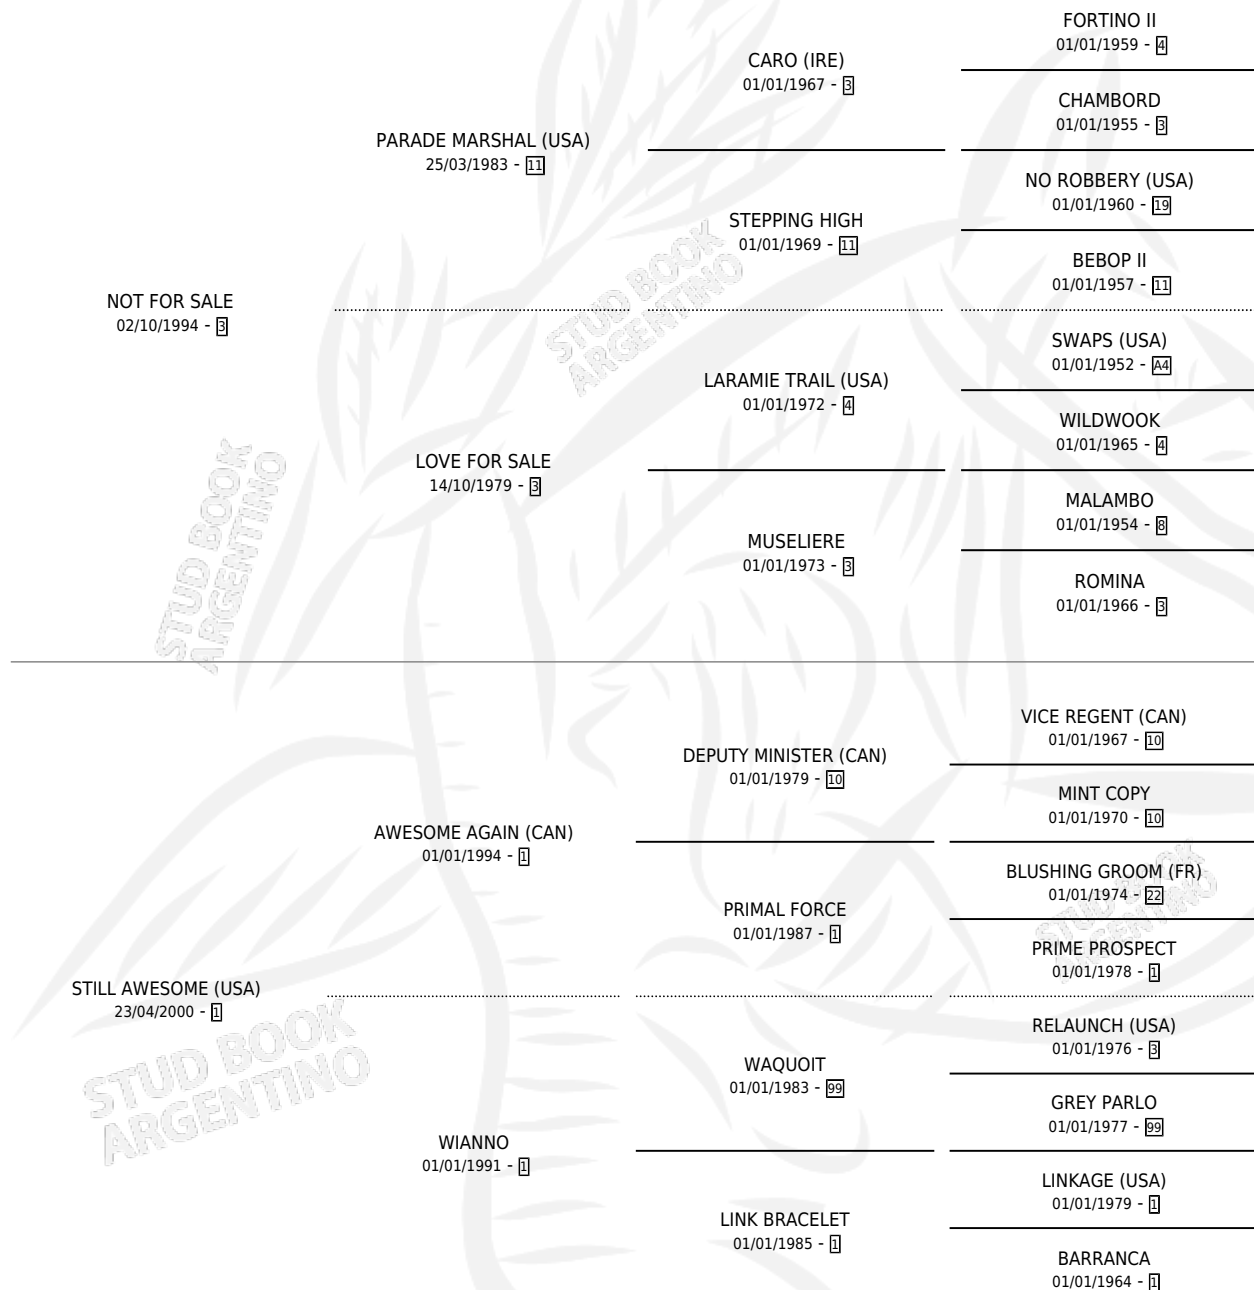 FORTINO II
01/01/1959 - 4
CARO (IRE)
01/01/1967 - 3
CHAMBORD
01/01/1955 - 3
PARADE MARSHAL (USA)
25/03/1983 - 11
NO ROBBERY (USA)
01/01/1960 - 19
STEPPING HIGH
01/01/1969 - 11
BEBOP II
01/01/1957 - 11
NOT FOR SALE
02/10/1994 - 3
STUD BOOK
ARGENTINO
SWAPS (USA)
01/01/1952 - A4
LARAMIE TRAIL (USA)
01/01/1972 - 4
WILDWOOK
01/01/1965 - 4
LOVE FOR SALE
14/10/1979 - 3
MALAMBO
01/01/1954 - 8
MUSELIERE
01/01/1973 - 3
ROMINA
01/01/1966 - 3
STUD BOOK
ARGENTINO
VICE REGENT (CAN)
01/01/1967 - 10
DEPUTY MINISTER (CAN)
01/01/1979 - 10
MINT COPY
01/01/1970 - 10
AWESOME AGAIN (CAN)
01/01/1994 - 1
BLUSHING GROOM (FR)
01/01/1974 - 22
PRIMAL FORCE
01/01/1987 - 1
STUD BOOK
ARGENTINO
PRIME PROSPECT
01/01/1978 - 1
STILL AWESOME (USA)
23/04/2000 - 1
STUD BOOK
ARGENTINO
RELAUNCH (USA)
01/01/1976 - 3
WAQUOIT
01/01/1983 - 99
GREY PARLO
01/01/1977 - 99
WIANNO
01/01/1991 - 1
LINKAGE (USA)
01/01/1979 - 1
LINK BRACELET
01/01/1985 - 1
BARRANCA
01/01/1964 - 1